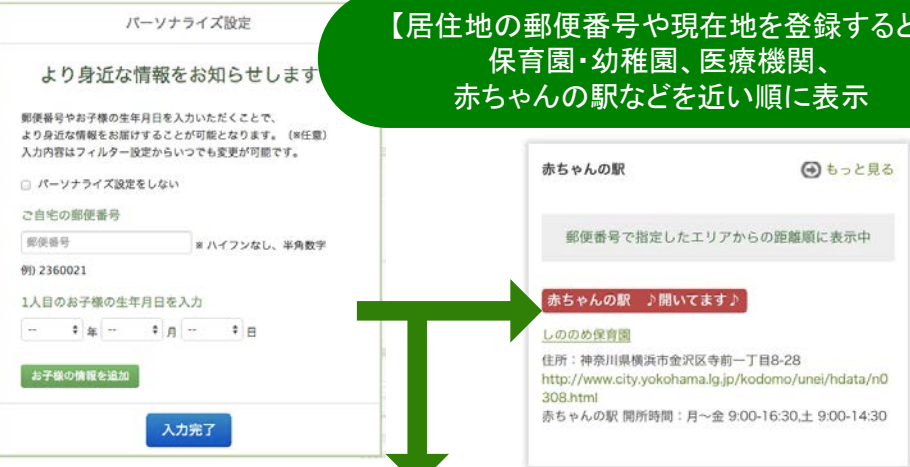 パーソナライズ設定
より身近な情報をお知らせします
郵便番号やお子様の生年月日を入力いただくことで、
より身近な情報をお届けすることが可能となります。（※任意）
入力内容はフィルター設定からいつでも変更が可能です。
パーソナライズ設定をしない
ご自宅の郵便番号
郵便番号 ※ ハイフンなし、半角数字
例) 2360021
1人目のお子様の生年月日を入力
-- 年 -- 月 -- 日
お子様の情報を追加
入力完了
【居住地の郵便番号や現在地を登録すると
保育園・幼稚園、医療機関、
赤ちゃんの駅などを近い順に表示
赤ちゃんの駅 もっと見る
郵便番号で指定したエリアからの距離順に表示中
赤ちゃんの駅 ♪開いてます♪
しののめ保育園
住所：神奈川県横浜市金沢区寺前一丁目8-28
http://www.city.yokohama.lg.jp/kodomo/unei/hdata/n0
308.html
赤ちゃんの駅 開所時間：月～金 9:00-16:30,土 9:00-14:30